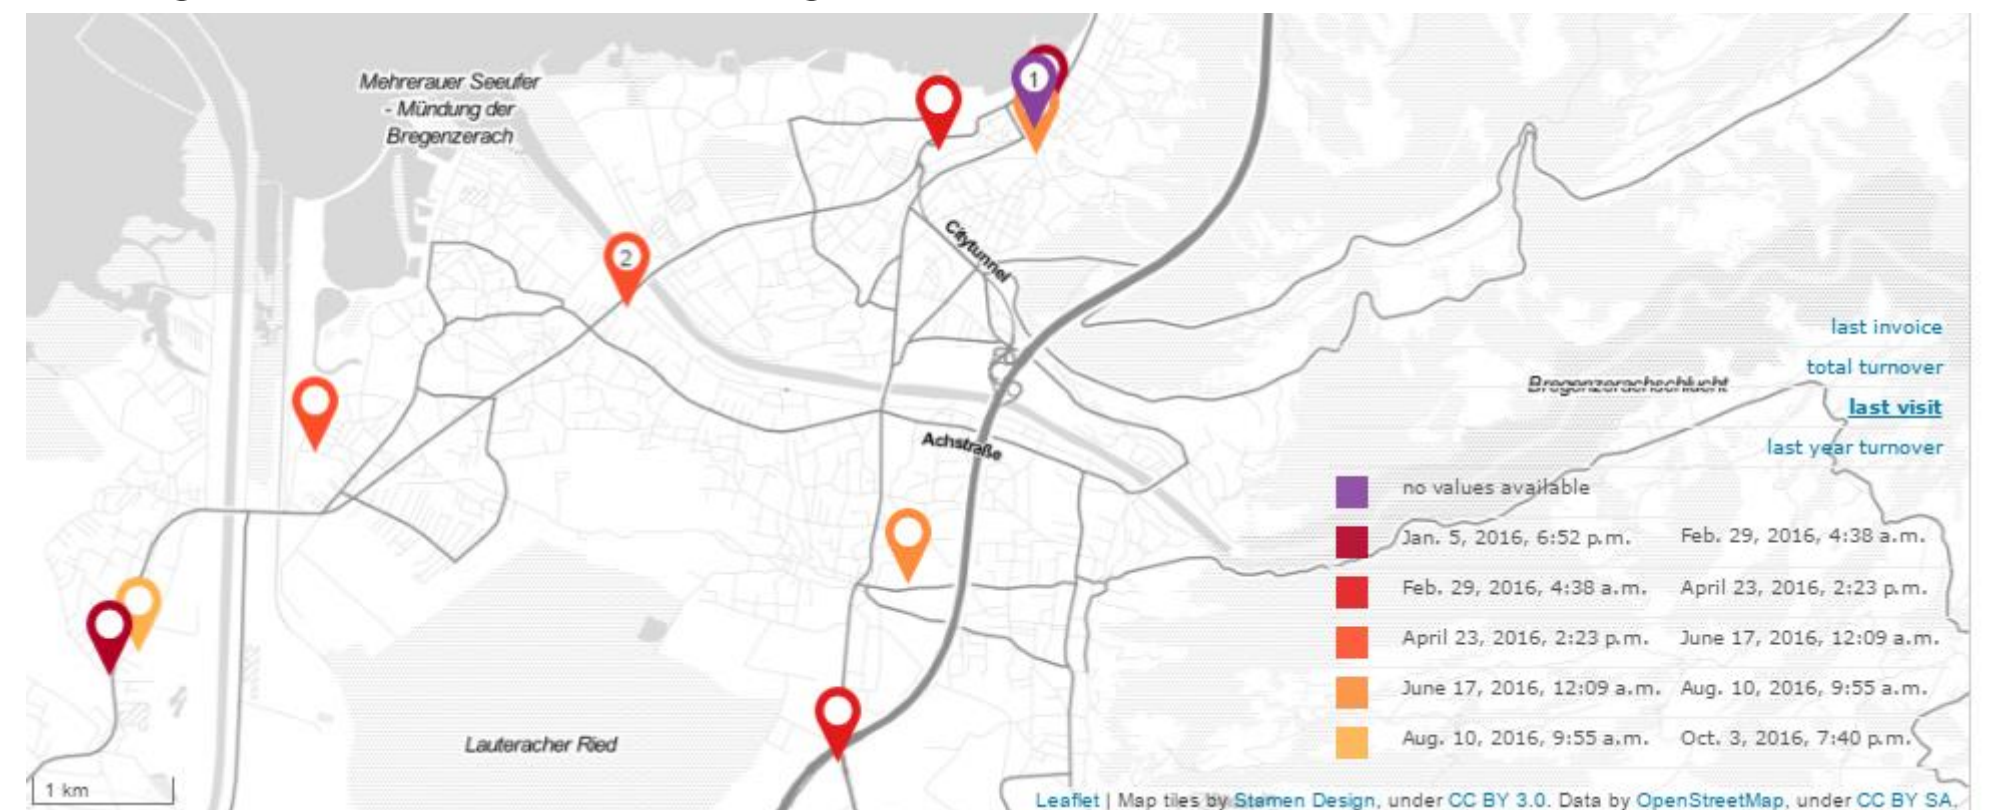 Mehrerauer Seeufer
- Mündung der
Bregenzerach
1
2
Citytunnel
Achstraße
Bregenzerachschlucht
Lauteracher Ried
last invoice
total turnover
last visit
last year turnover
no values available
Jan. 5, 2016, 6:52 p.m. Feb. 29, 2016, 4:38 a.m.
Feb. 29, 2016, 4:38 a.m. April 23, 2016, 2:23 p.m.
April 23, 2016, 2:23 p.m. June 17, 2016, 12:09 a.m.
June 17, 2016, 12:09 a.m. Aug. 10, 2016, 9:55 a.m.
Aug. 10, 2016, 9:55 a.m. Oct. 3, 2016, 7:40 p.m.
1 km
Leaflet | Map tiles by Stamen Design, under CC BY 3.0. Data by OpenStreetMap, under CC BY SA.